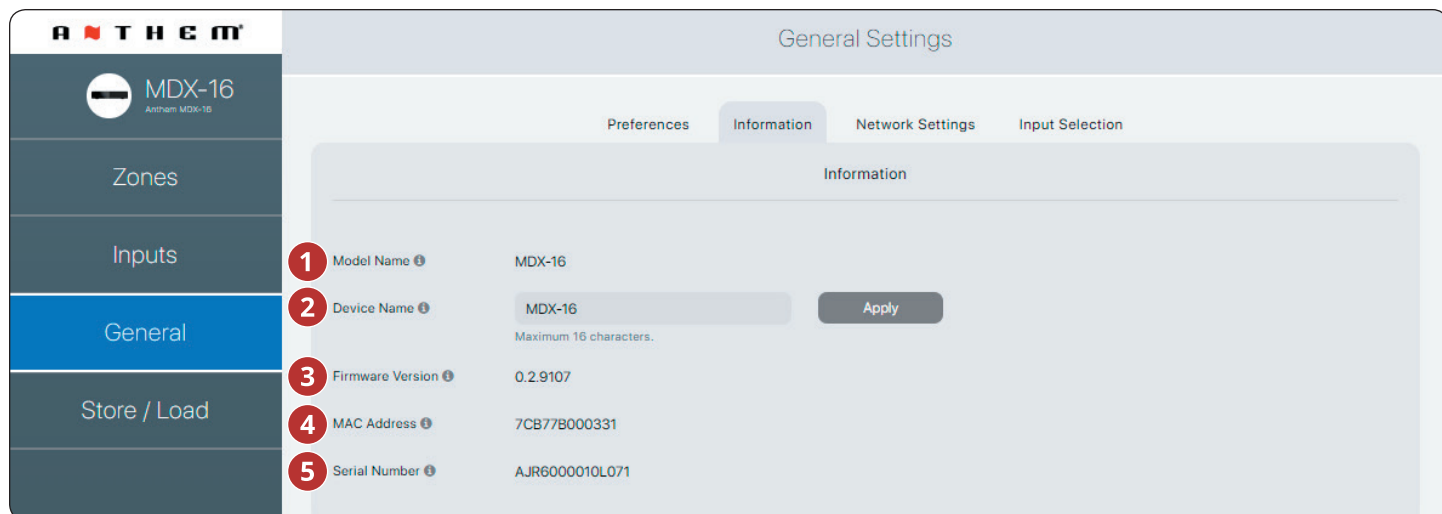 ANTHEM
General Settings
MDX-16
Anthem MDX-16
Preferences Information Network Settings Input Selection
Zones
Information
Inputs
1 Model Name MDX-16
2 Device Name MDX-16 Apply
Maximum 16 characters.
General
3 Firmware Version 0.2.9107
Store / Load
4 MAC Address 7CB77B000331
5 Serial Number AJR6000010L071